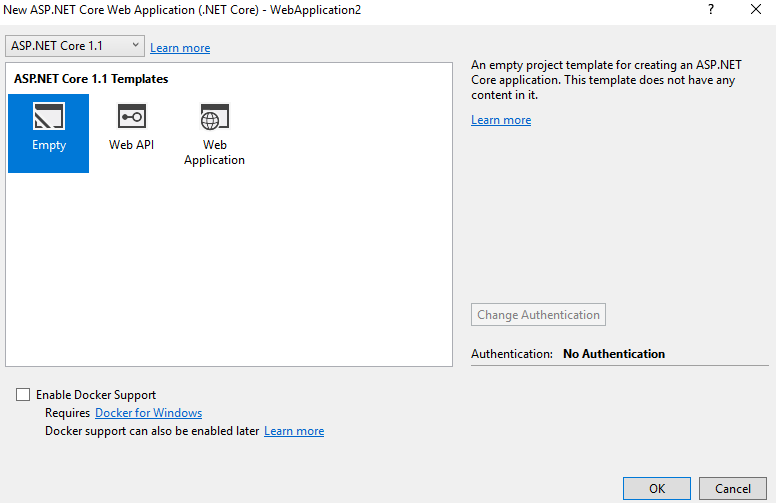 New ASP.NET Core Web Application (.NET Core) - WebApplication2
?
ASP.NET Core 1.1
Learn more
ASP.NET Core 1.1 Templates
Empty
Web API
Web
Application
An empty project template for creating an ASP.NET
Core application. This template does not have any
content in it.
Learn more
Change Authentication
Authentication: No Authentication
Enable Docker Support
Requires Docker for Windows
Docker support can also be enabled later Learn more
OK
Cancel